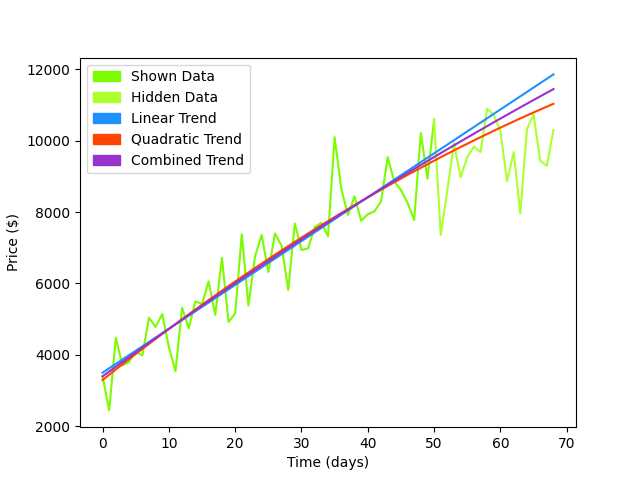 12000
10000
8000
6000
4000
2000
Price ($)
Shown Data
Hidden Data
Linear Trend
Quadratic Trend
Combined Trend
0 10 20 30 40 50 60 70
Time (days)